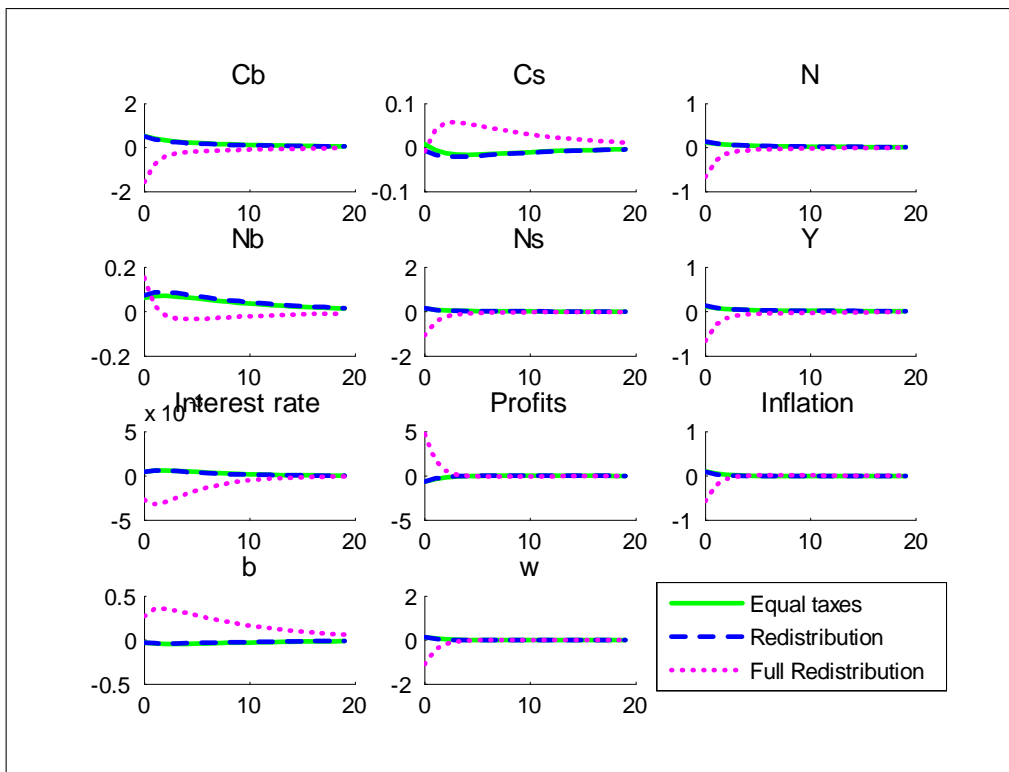 Cb Cs N
2 0.1 1
0 0 0
-2 -0.1 -1
0 10 20 0 10 20 0 10 20
Nb Ns Y
0.2 2 1
0 0 0
-0.2 -2 -1
0 10 20 0 10 20 0 10 20
x 10 Interest rate Profits Inflation
5 5 1
0 0 0
-5 -5 -1
0 10 20 0 10 20 0 10 20
b w
0.5 2
0 0
-0.5 -2
0 10 20 0 10 20
Equal taxes
Redistribution
Full Redistribution